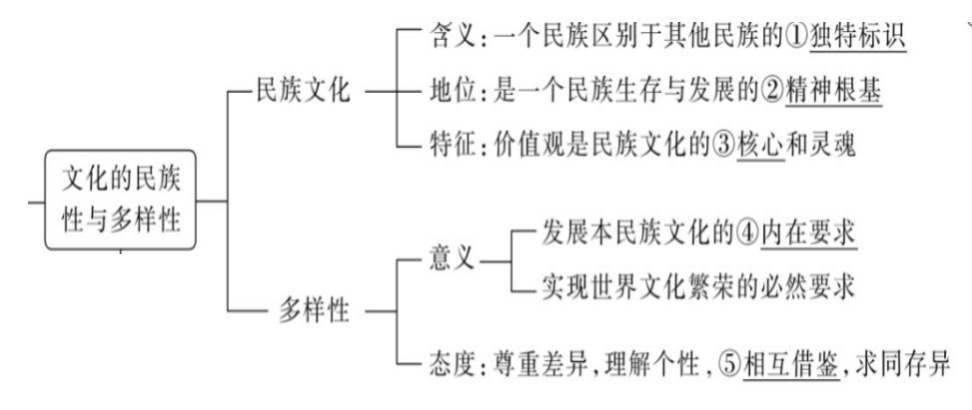 含义：一个民族区别于其他民族的①独特标识
民族文化
地位：是一个民族生存与发展的②精神根基
特征：价值观是民族文化的③核心和灵魂
文化的民族
性与多样性
发展本民族文化的④内在要求
意义
实现世界文化繁荣的必然要求
多样性
态度：尊重差异，理解个性，⑤相互借鉴，求同存异